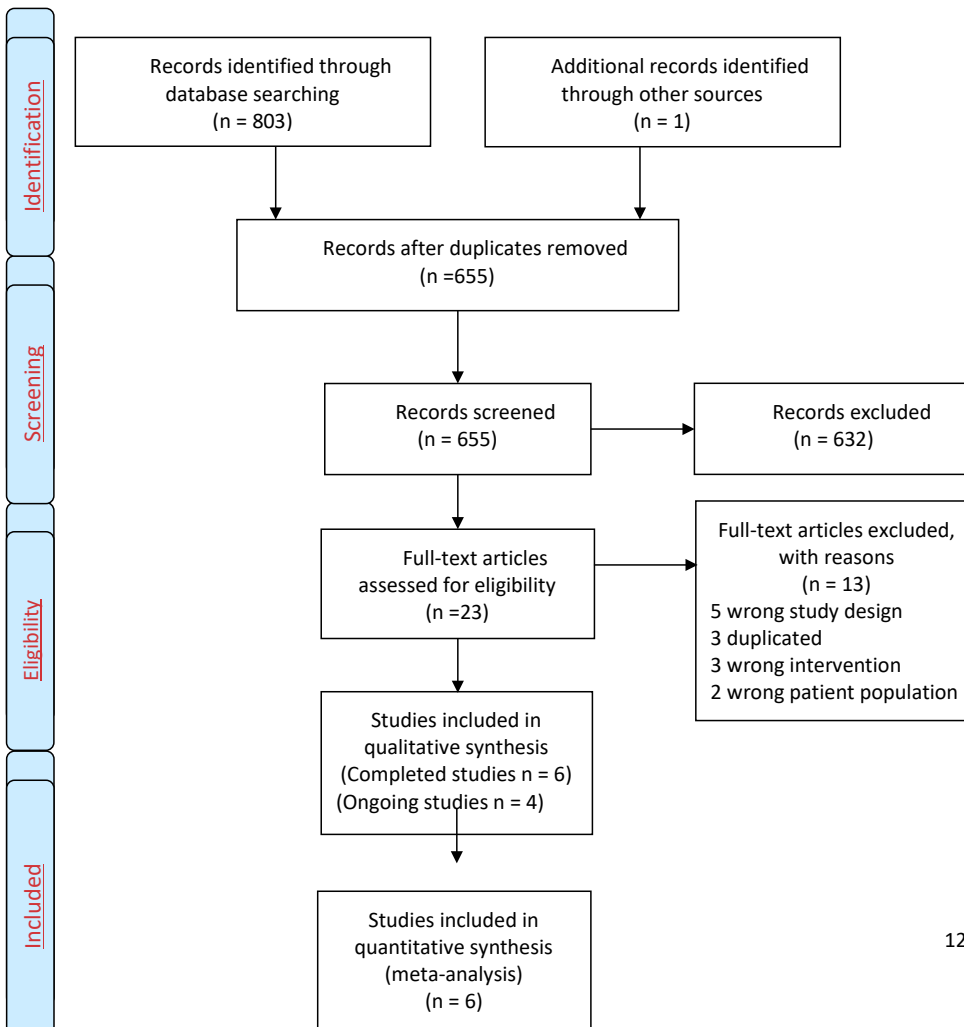 Identification
Records identified through
database searching
(n = 803)
Additional records identified
through other sources
(n = 1)
Records after duplicates removed
(n =655)
Screening
Records screened
(n = 655)
Records excluded
(n = 632)
Eligibility
Full-text articles
assessed for eligibility
(n =23)
Full-text articles excluded,
with reasons
(n = 13)
5 wrong study design
3 duplicated
3 wrong intervention
2 wrong patient population
Studies included in
qualitative synthesis
(Completed studies n = 6)
(Ongoing studies n = 4)
Included
Studies included in
quantitative synthesis
(meta-analysis)
(n = 6)
12